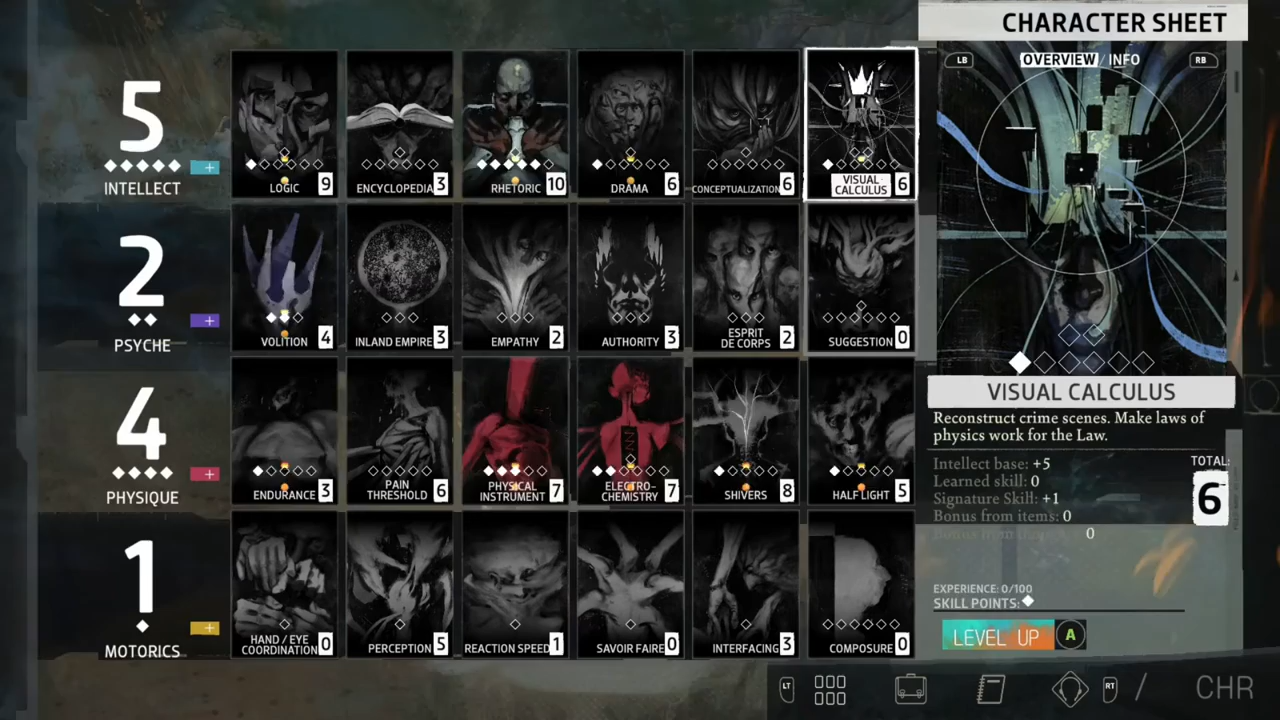 CHARACTER SHEET
LB OVERVIEW / INFO RB
5
INTELLECT
+
LOGIC 9
ENCYCLOPEDIA 3
RHETORIC 10
DRAMA 6
CONCEPTUALIZATION 6
VISUAL
CALCULUS 6
2
PSYCHE
+
VOLITION 4
INLAND EMPIRE 3
EMPATHY 2
AUTHORITY 3
ESPRIT
DE CORPS 2
SUGGESTION 0
4
PHYSIQUE
+
ENDURANCE 3
PAIN
THRESHOLD 6
PHYSICAL
INSTRUMENT 7
ELECTRO-
CHEMISTRY 7
SHIVERS 8
HALF LIGHT 5
1
MOTORICS
+
HAND / EYE
COORDINATION 0
PERCEPTION 5
REACTION SPEED 1
SAVOIR FAIRE 0
INTERFACING 3
COMPOSURE 0
VISUAL CALCULUS
Reconstruct crime scenes. Make laws of
physics work for the Law.
Intellect base: +5
Learned skill: 0
Signature Skill: +1
Bonus from items: 0
Bonus from 0
TOTAL:
6
EXPERIENCE: 0/100
SKILL POINTS:
LEVEL UP A
LT RT / CHR